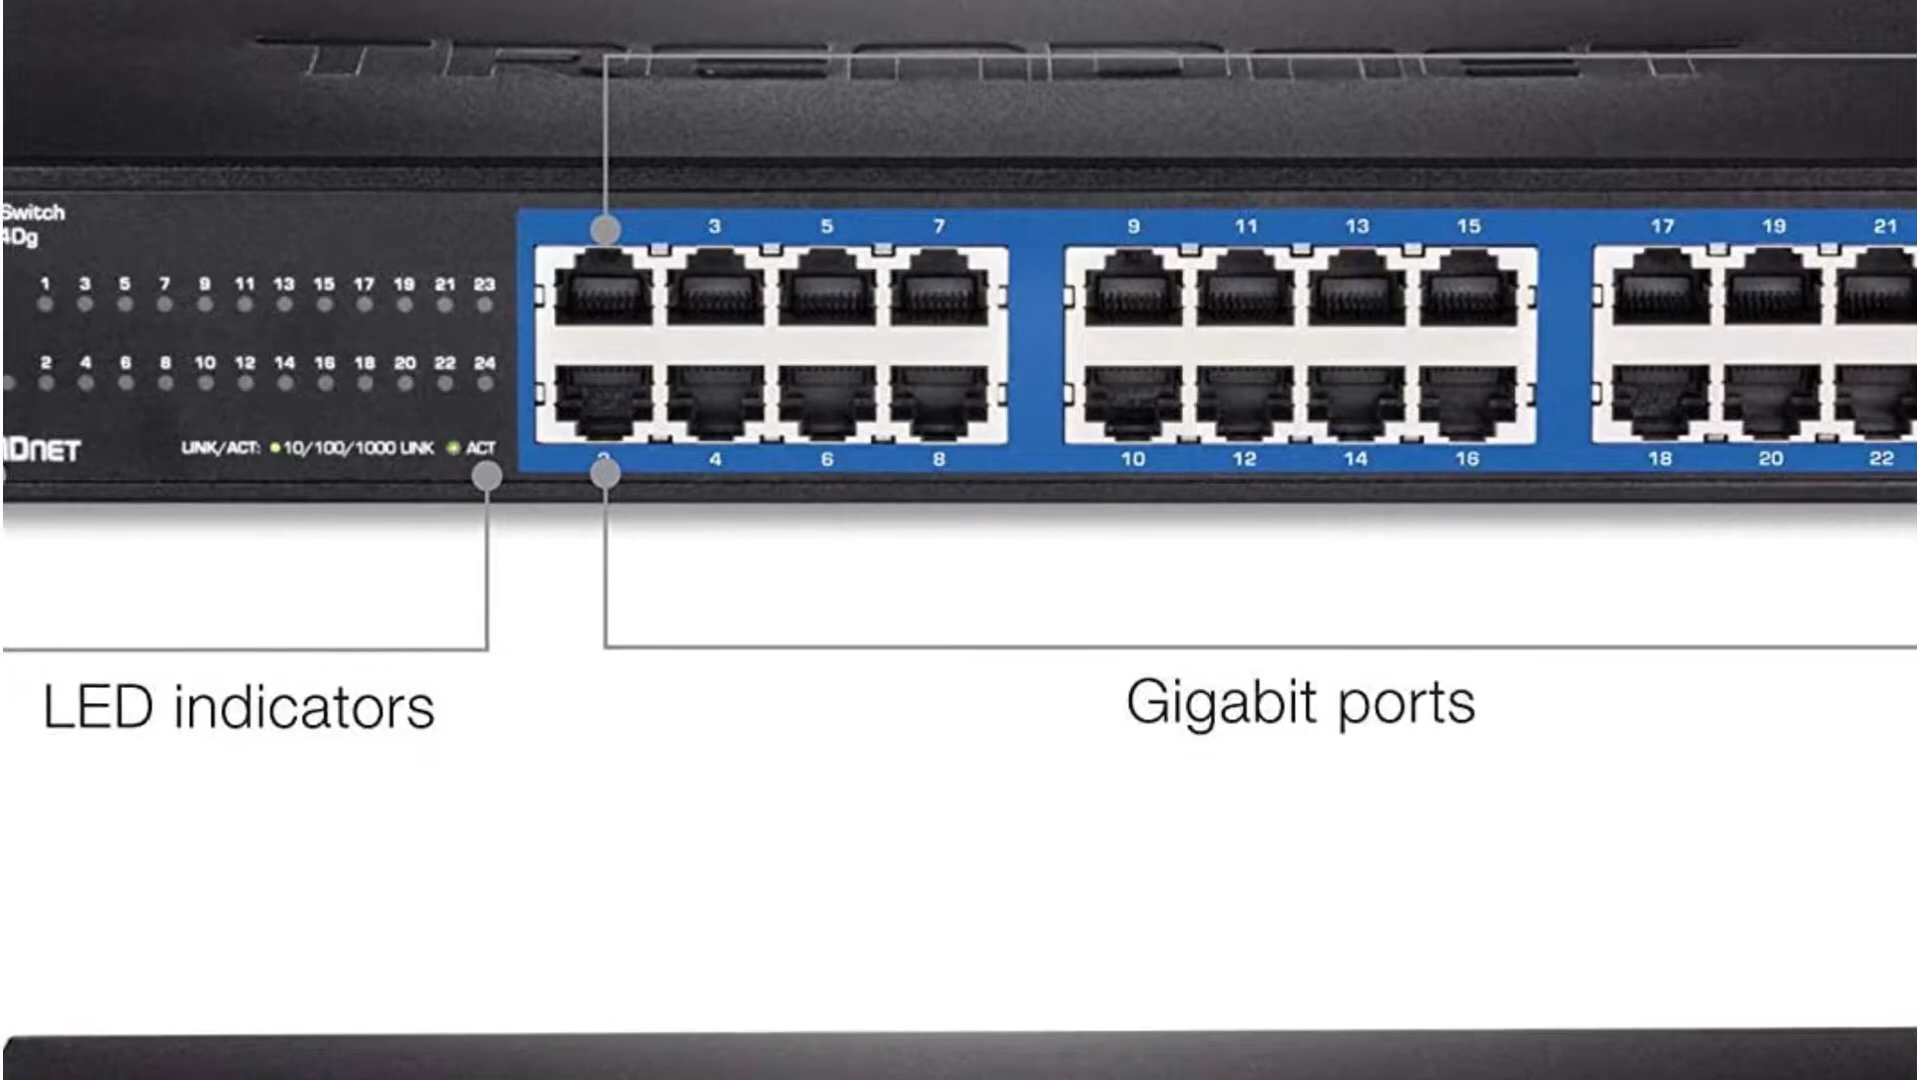 Switch
3 5 7 9 11 13 15 17 19 21
1 3 5 7 9 11 13 15 17 19 21 23
2 4 6 8 10 12 14 16 18 20 22 24
LINK/ACT: 10/100/1000 LINK ACT
4 6 8 10 12 14 16 18 20 22
LED indicators
Gigabit ports